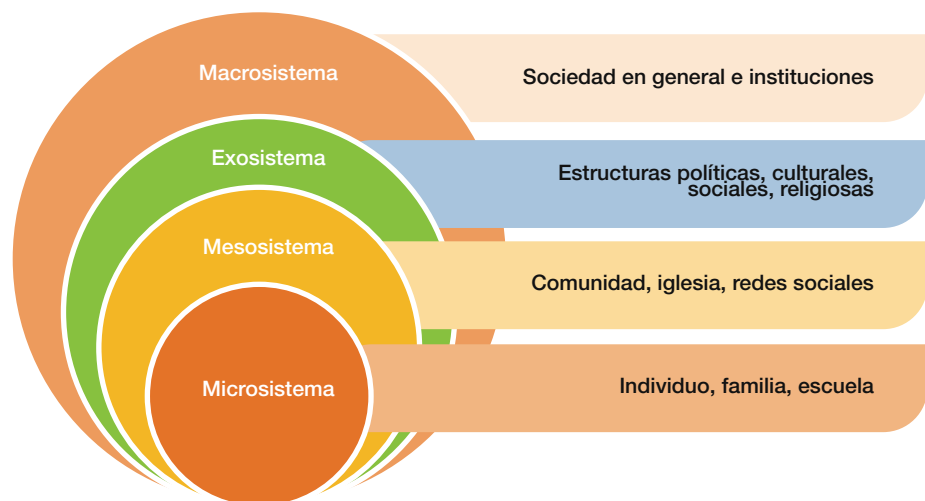 Macrosistema
Sociedad en general e instituciones
Exosistema
Estructuras políticas, culturales,
sociales, religiosas
Mesosistema
Comunidad, iglesia, redes sociales
Microsistema
Individuo, familia, escuela